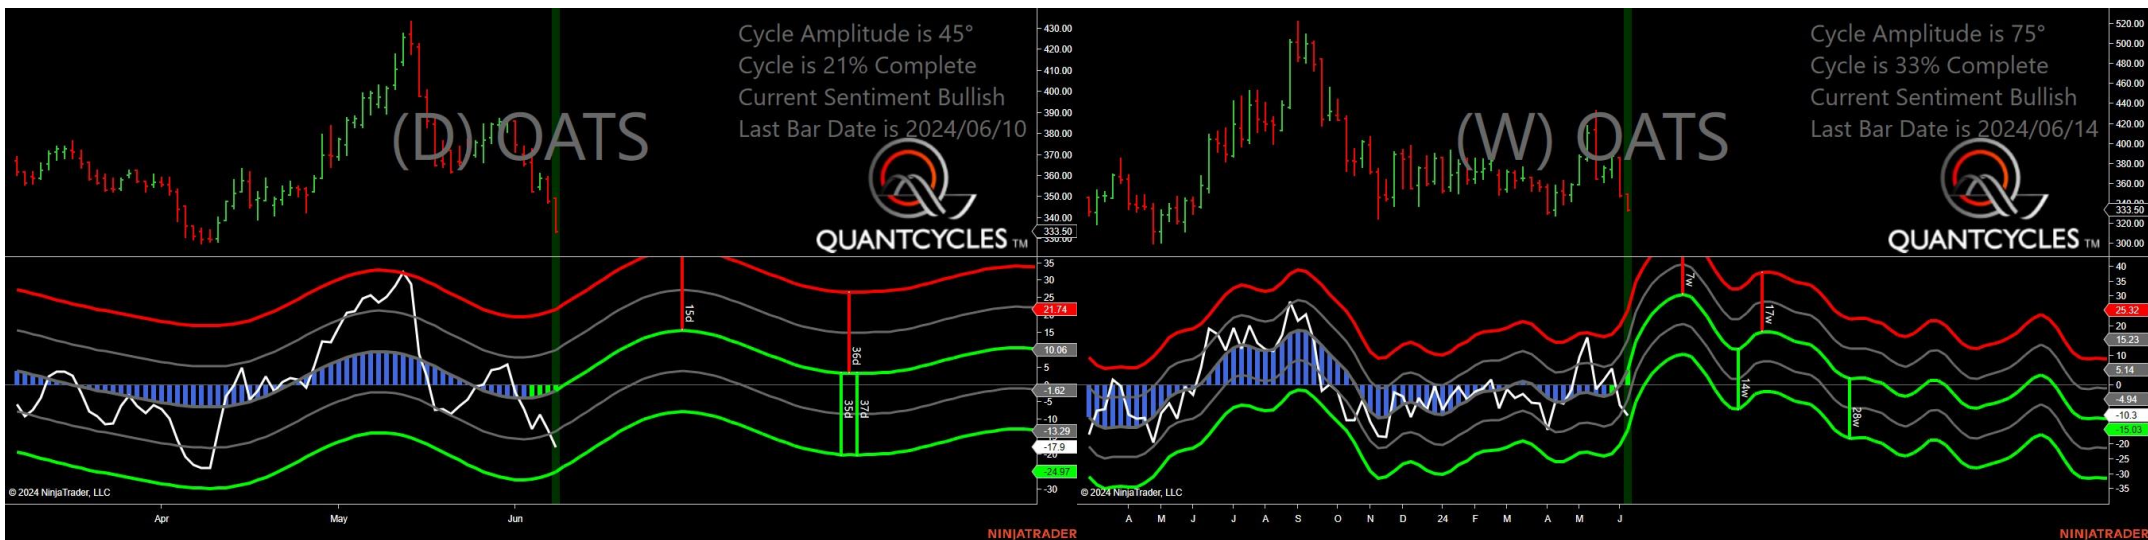 Cycle Amplitude is 45°
Cycle is 21% Complete
Current Sentiment Bullish
Last Bar Date is 2024/06/10
(D) OATS
QUANTCYCLES TM
430.00
420.00
410.00
400.00
390.00
380.00
370.00
360.00
350.00
340.00
333.50
330.00
35
30
25
21.74
15
10.06
5
-1.62
-5
-10
-13.29
-17.9
-24.97
-30
15d
36d
35d
37d
© 2024 NinjaTrader, LLC
Apr May Jun
NINJATRADER
Cycle Amplitude is 75°
Cycle is 33% Complete
Current Sentiment Bullish
Last Bar Date is 2024/06/14
(W) OATS
QUANTCYCLES TM
520.00
500.00
480.00
460.00
440.00
420.00
400.00
380.00
360.00
333.50
320.00
300.00
40
35
30
25.32
20
15.23
10
5.14
0
-4.94
-10.3
-15.03
-20
-25
-30
-35
7w
17w
14w
28w
© 2024 NinjaTrader, LLC
A M J J A S O N D 24 F M A M J
NINJATRADER